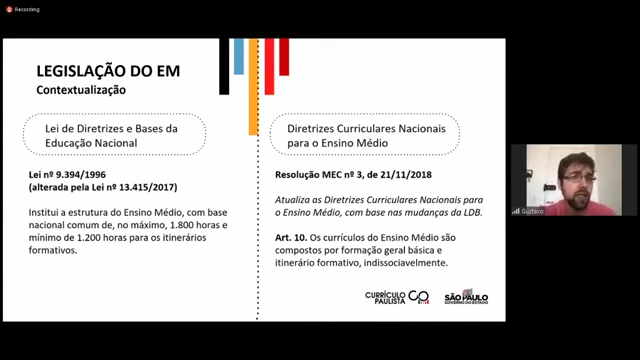 Recording
LEGISLAÇÃO DO EM
Contextualização
Lei de Diretrizes e Bases da
Educação Nacional
Lei nº 9.394/1996
(alterada pela Lei nº 13.415/2017)
Institui a estrutura do Ensino Médio, com base
nacional comum de, no máximo, 1.800 horas e
mínimo de 1.200 horas para os itinerários
formativos.
Diretrizes Curriculares Nacionais
para o Ensino Médio
Resolução MEC nº 3, de 21/11/2018
Atualiza as Diretrizes Curriculares Nacionais para
o Ensino Médio, com base nas mudanças da LDB.
Art. 10. Os currículos do Ensino Médio são
compostos por formação geral básica e
itinerário formativo, indissociavelmente.
CURRÍCULO
PAULISTA
SÃO PAULO
GOVERNO DO ESTADO
Gustavo